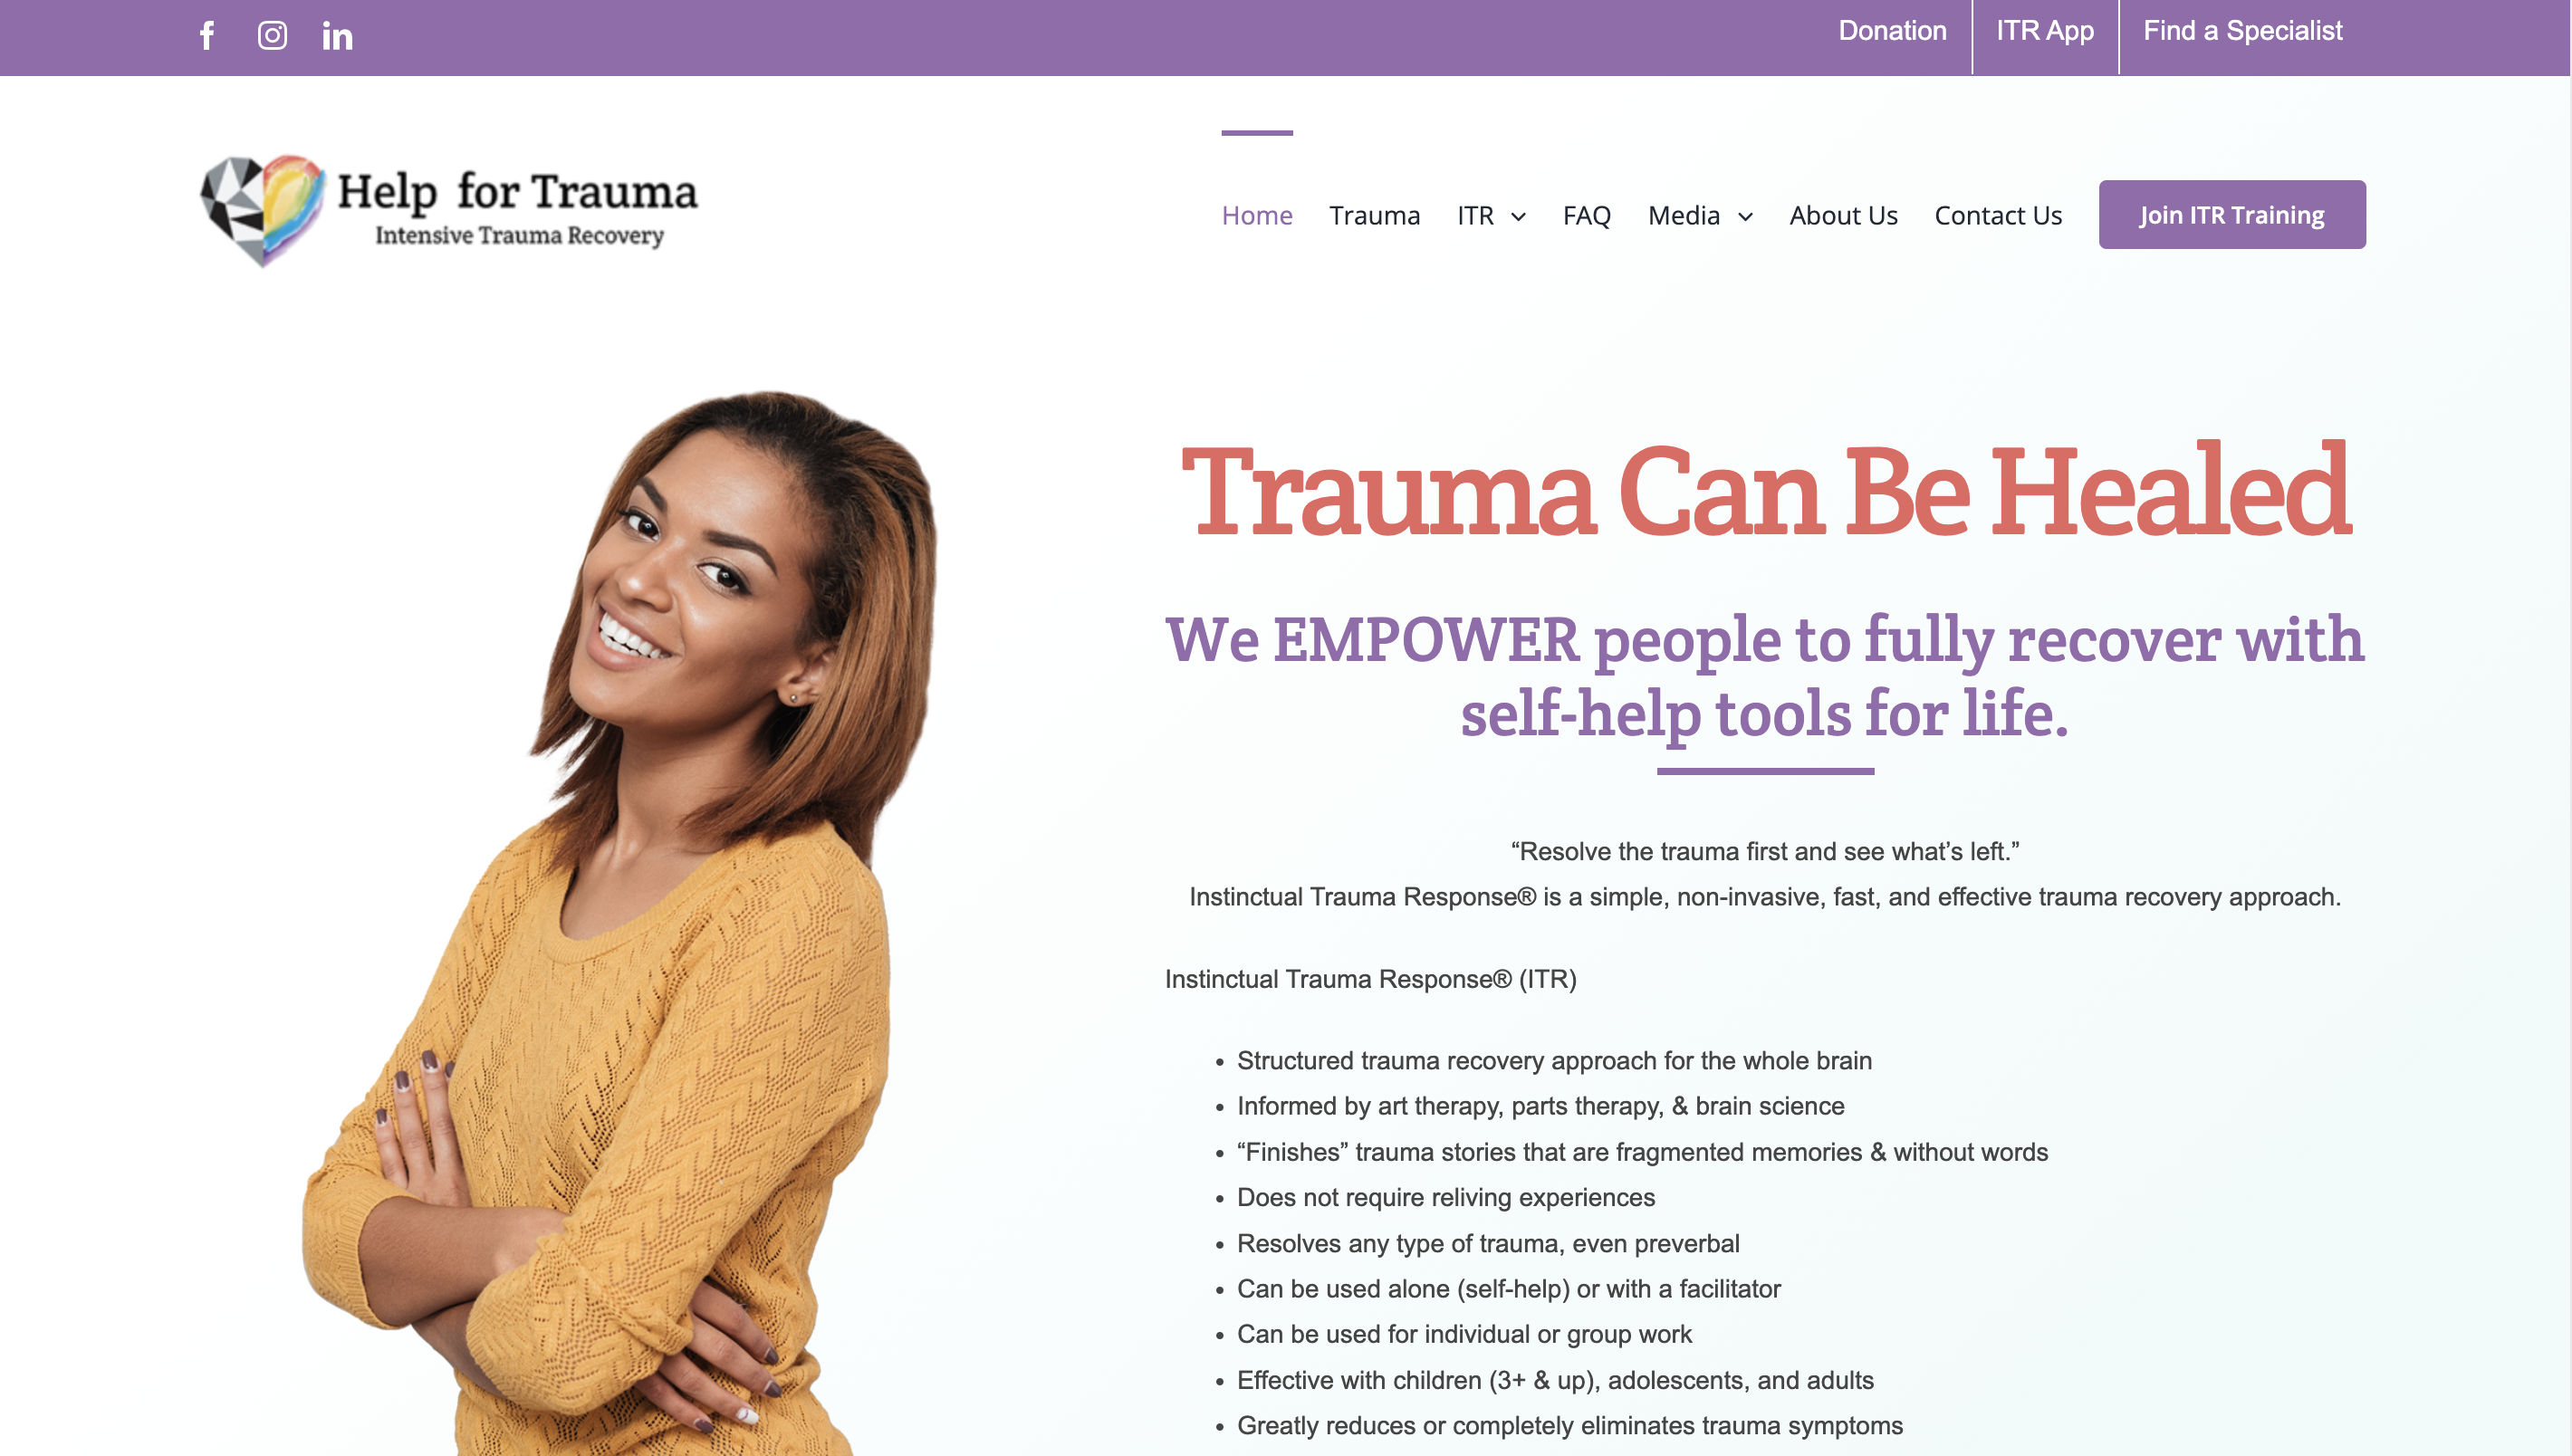 Donation
ITR App
Find a Specialist
Help for Trauma
Intensive Trauma Recovery
Home
Trauma
ITR
FAQ
Media
About Us
Contact Us
Join ITR Training
Trauma Can Be Healed
We EMPOWER people to fully recover with
self-help tools for life.
“Resolve the trauma first and see what’s left.”
Instinctual Trauma Response® is a simple, non-invasive, fast, and effective trauma recovery approach.
Instinctual Trauma Response® (ITR)
• Structured trauma recovery approach for the whole brain
• Informed by art therapy, parts therapy, & brain science
• “Finishes” trauma stories that are fragmented memories & without words
• Does not require reliving experiences
• Resolves any type of trauma, even preverbal
• Can be used alone (self-help) or with a facilitator
• Can be used for individual or group work
• Effective with children (3+ & up), adolescents, and adults
• Greatly reduces or completely eliminates trauma symptoms